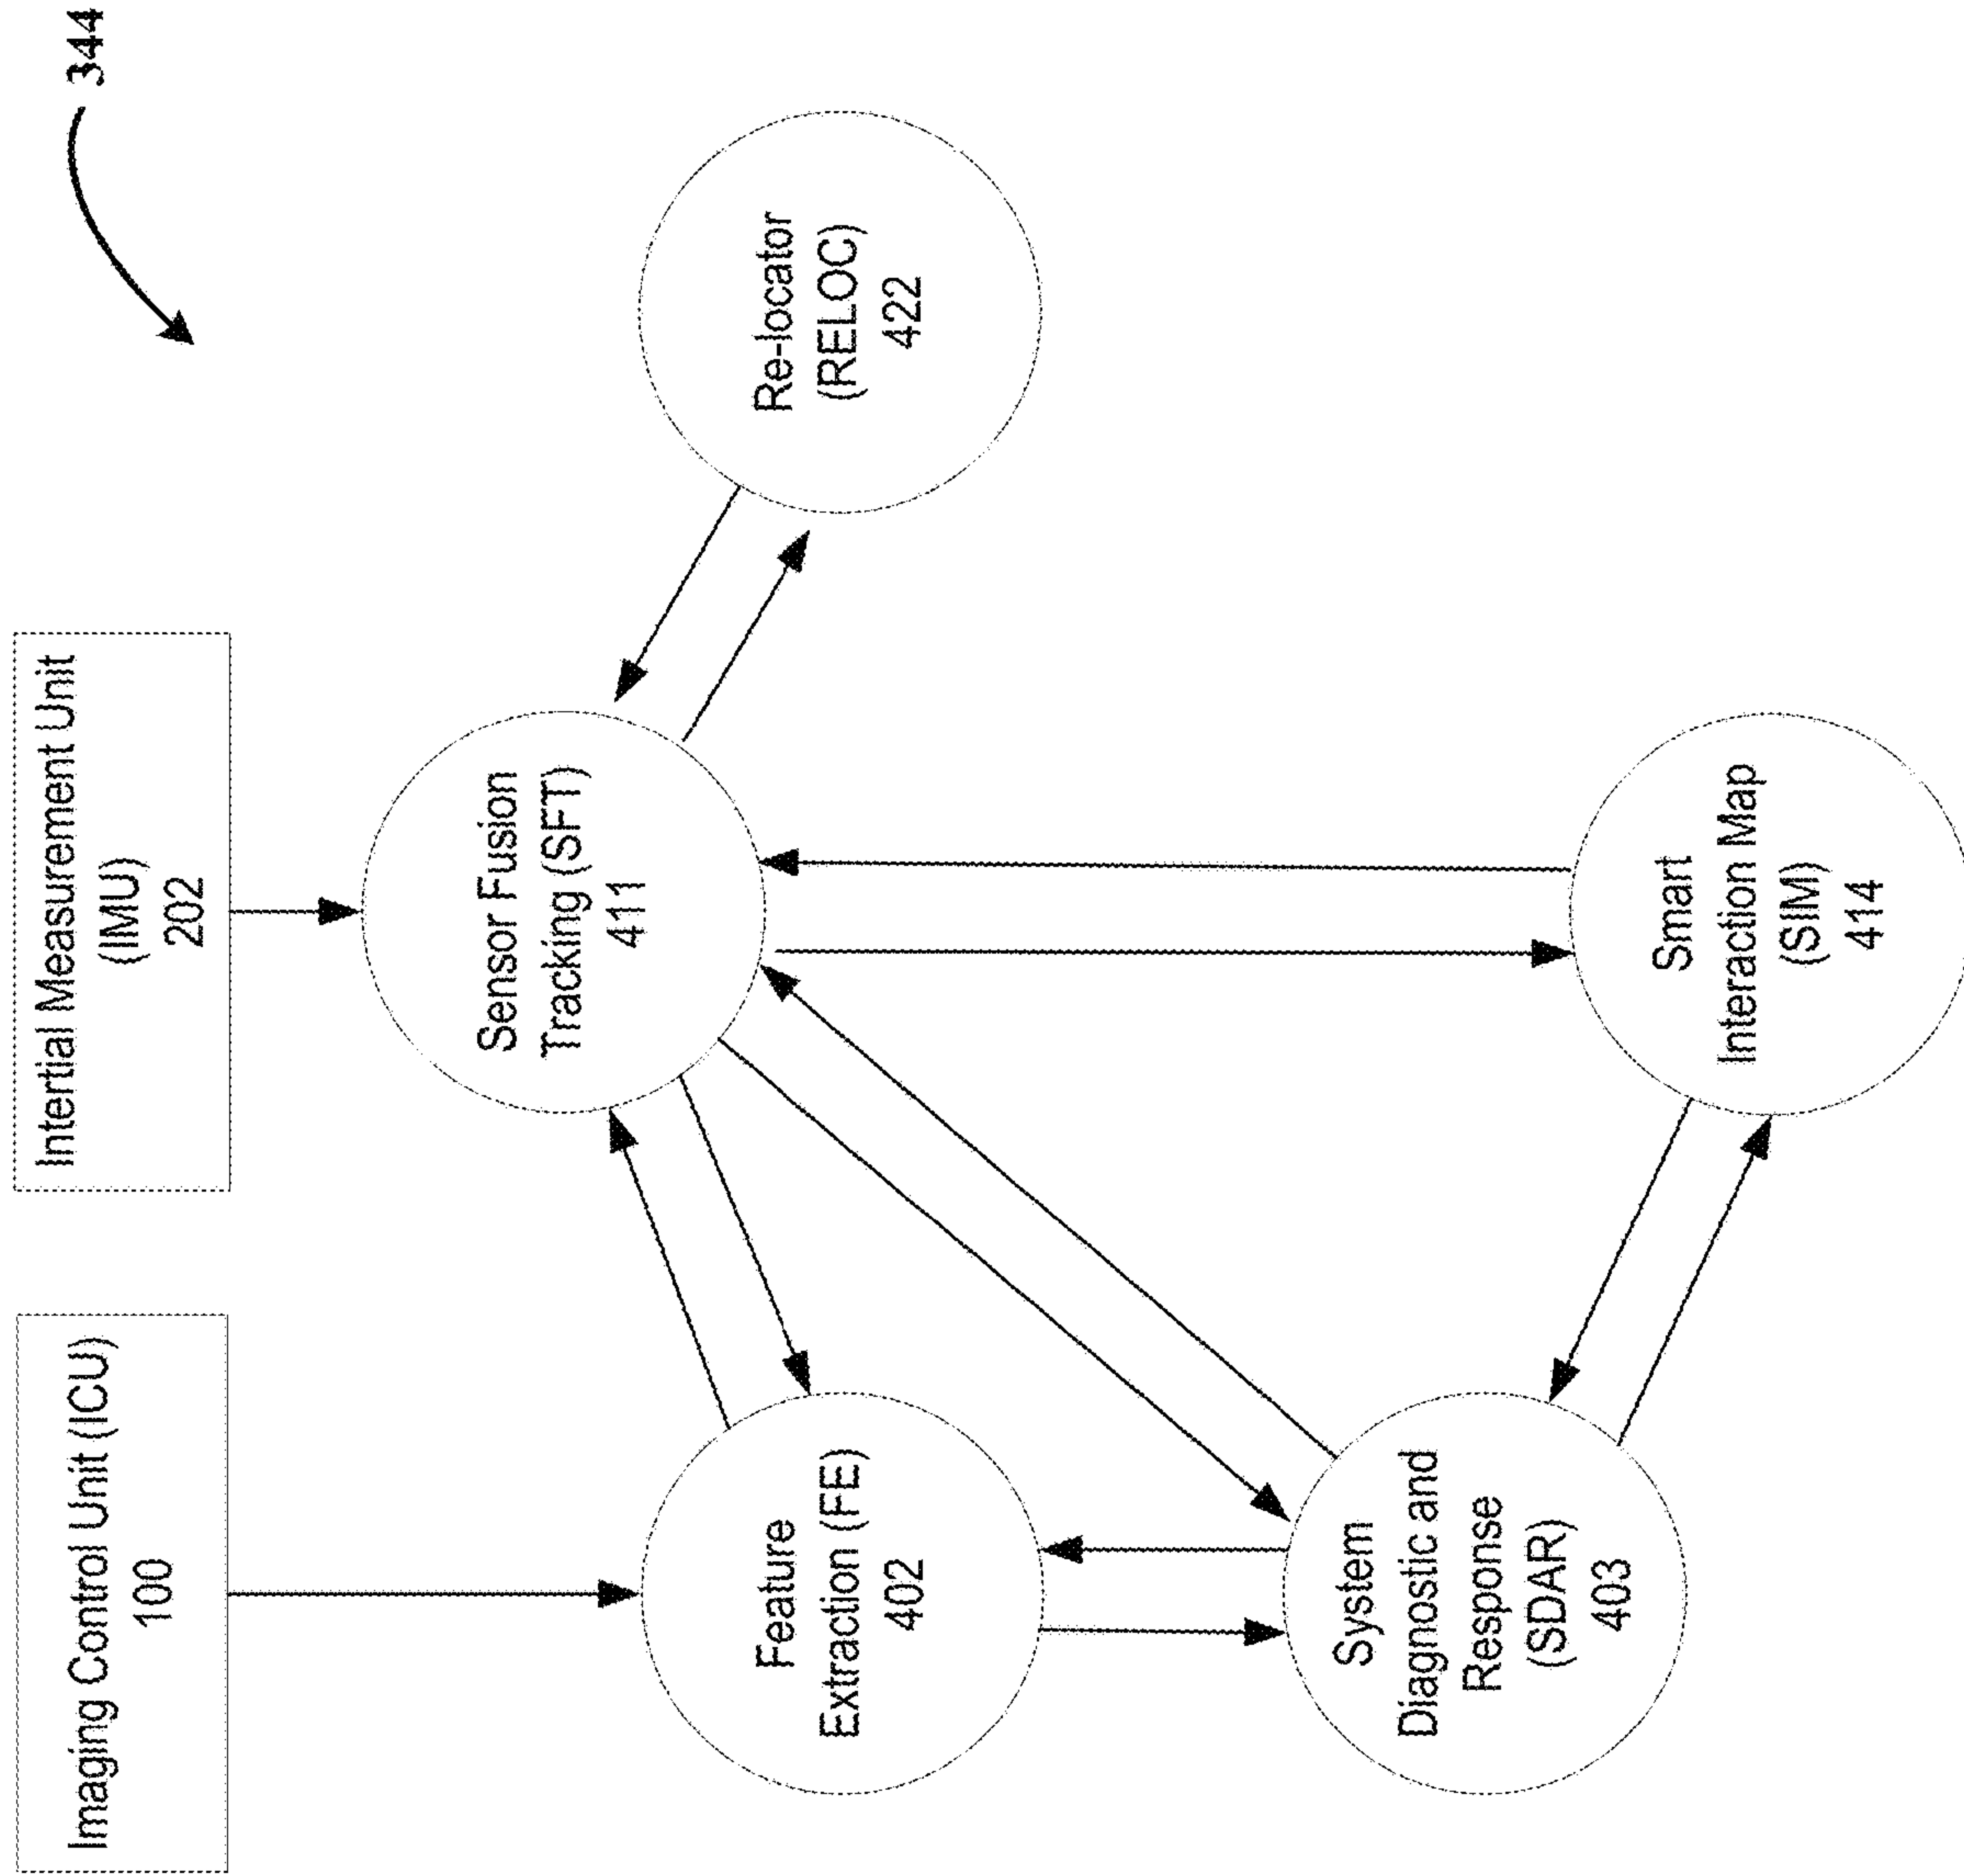 344
Imaging Control Unit (ICU)
100
Intertial Measurement Unit
(IMU)
202
Sensor Fusion
Tracking (SFT)
411
Feature
Extraction (FE)
402
Re-locator
(RELOC)
422
System
Diagnostic and
Response
(SDAR)
403
Smart
Interaction Map
(SIM)
414